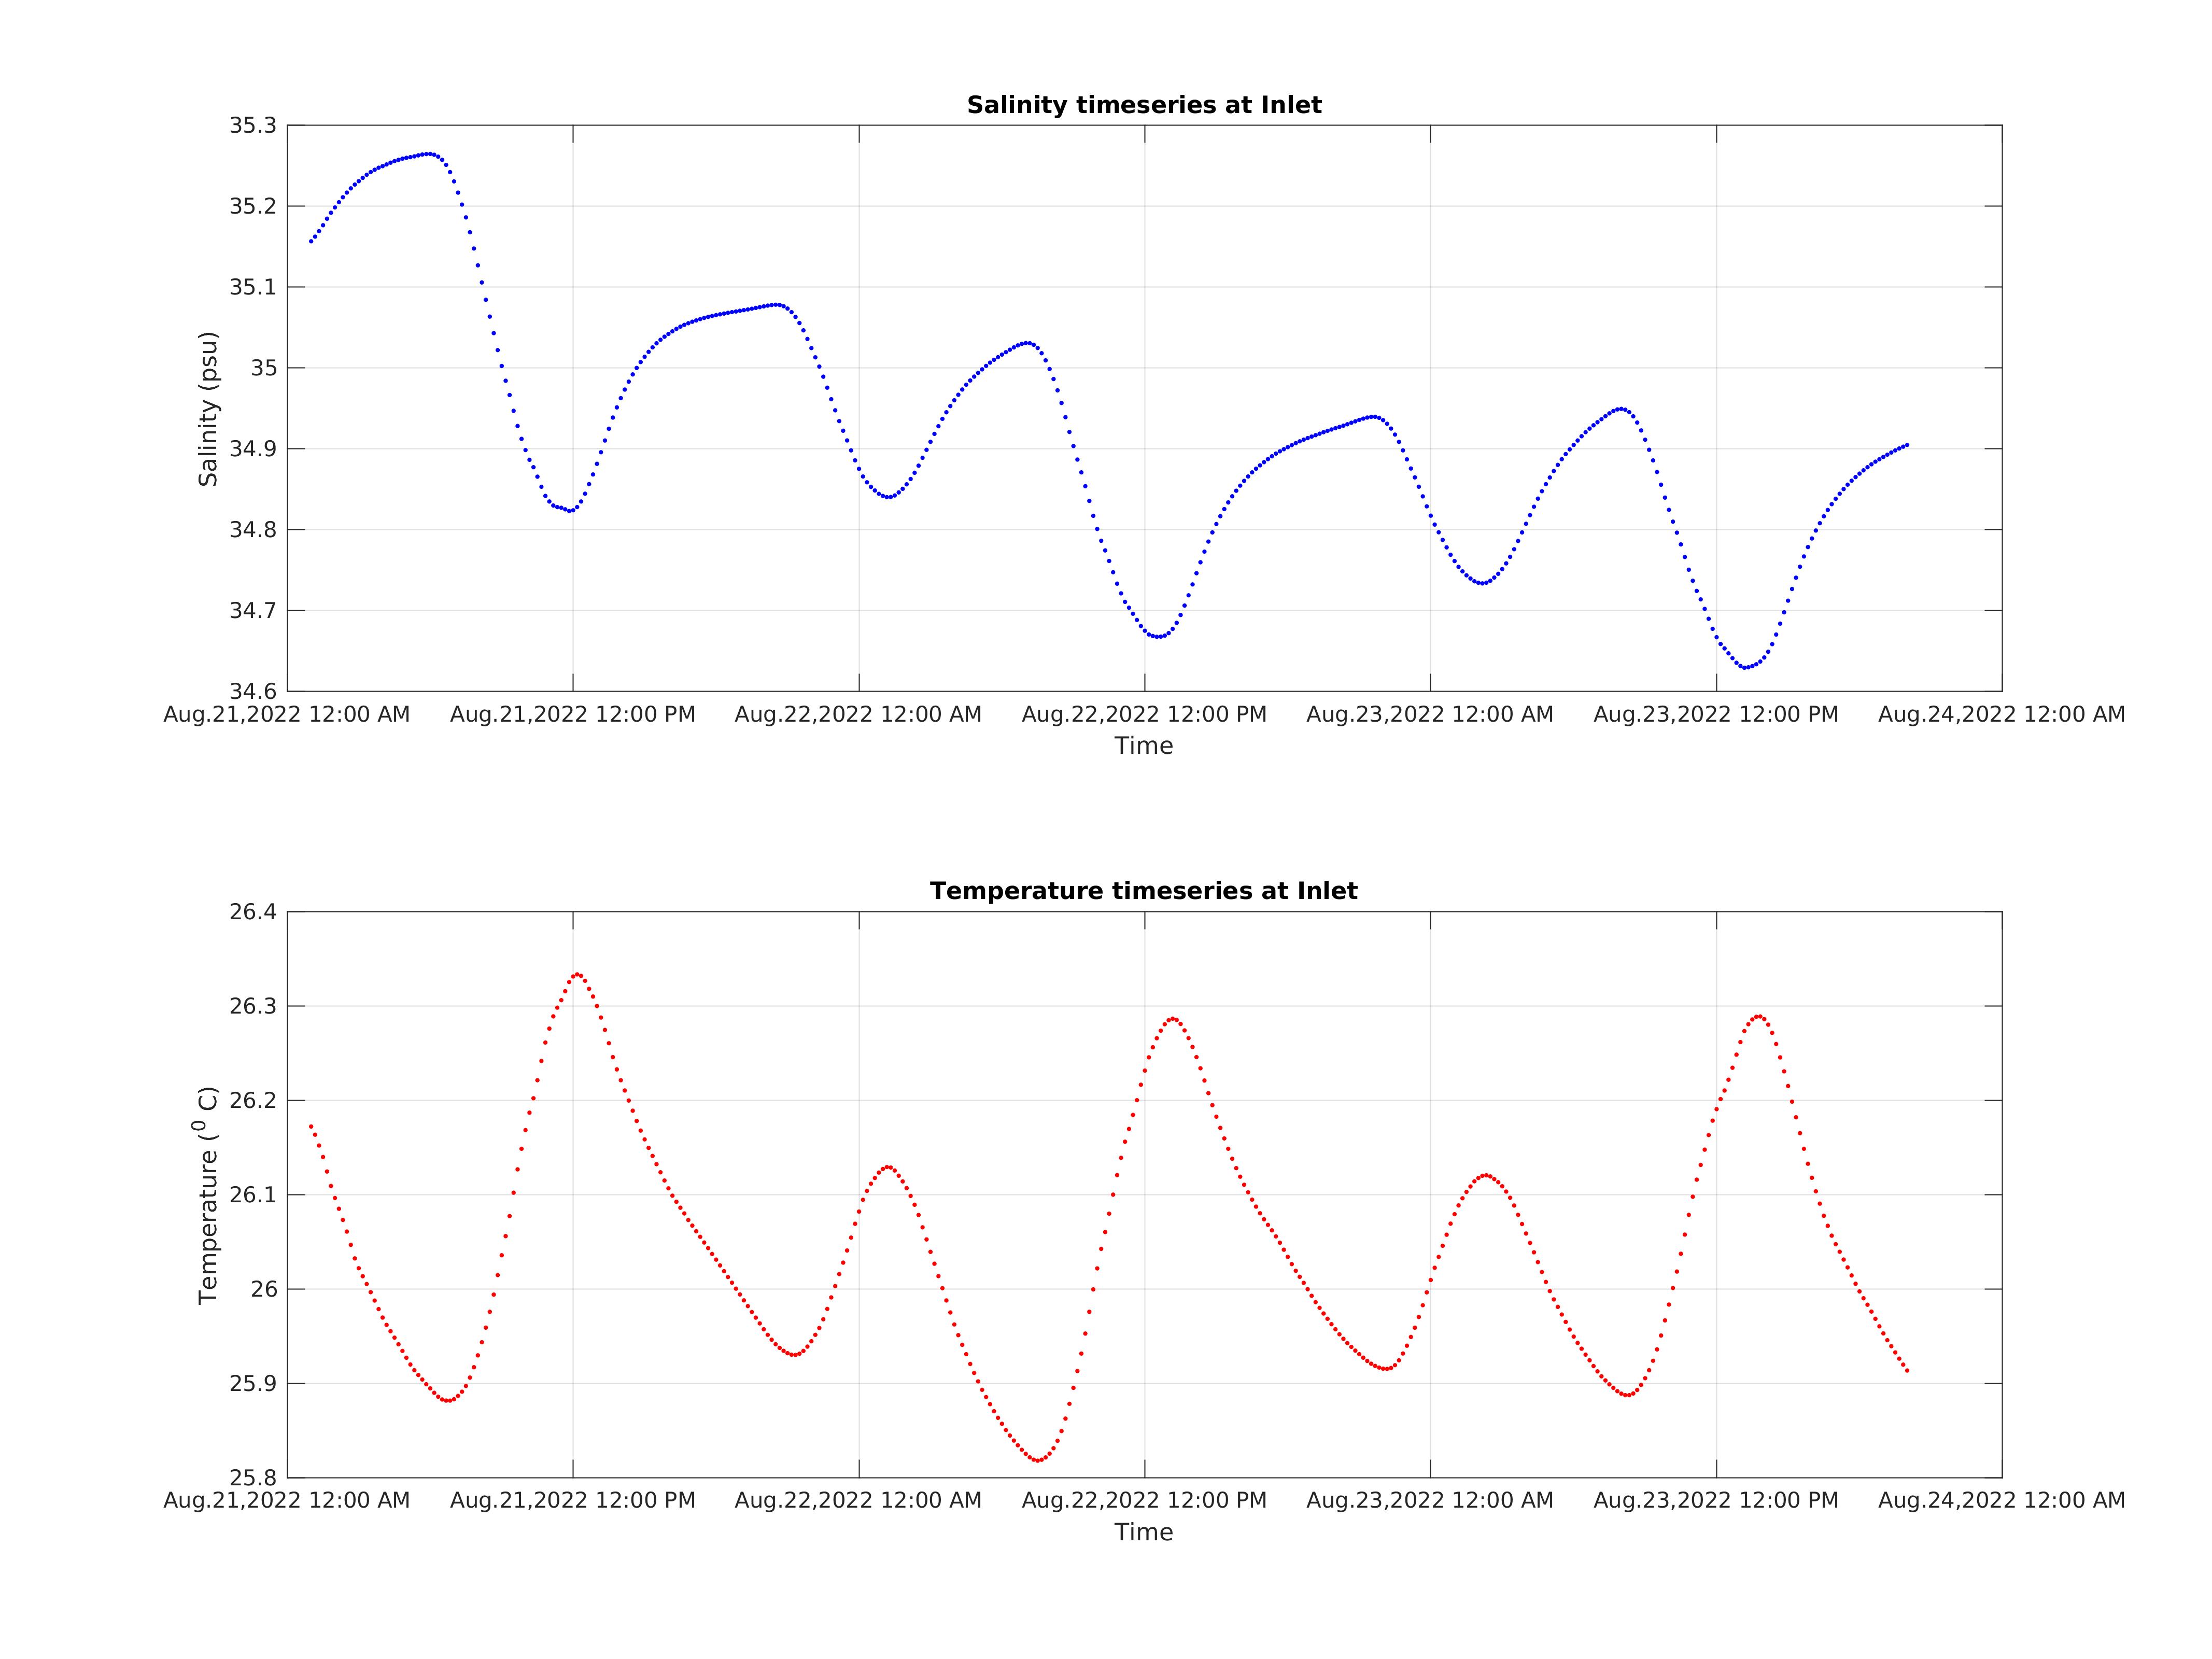 Salinity timeseries at Inlet
35.3
35.2
35.1
35
34.9
34.8
34.7
34.6
Salinity (psu)
Aug.21,2022 12:00 AM Aug.21,2022 12:00 PM Aug.22,2022 12:00 AM Aug.22,2022 12:00 PM Aug.23,2022 12:00 AM Aug.23,2022 12:00 PM Aug.24,2022 12:00 AM
Time
Temperature timeseries at Inlet
26.4
26.3
26.2
26.1
26
25.9
25.8
Temperature (⁰ C)
Aug.21,2022 12:00 AM Aug.21,2022 12:00 PM Aug.22,2022 12:00 AM Aug.22,2022 12:00 PM Aug.23,2022 12:00 AM Aug.23,2022 12:00 PM Aug.24,2022 12:00 AM
Time